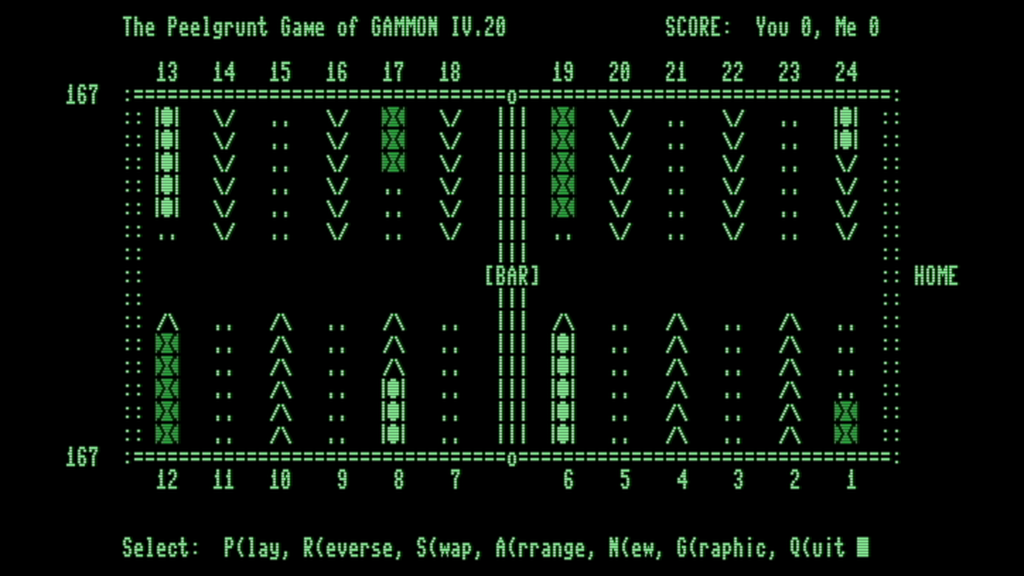 The Peelgrunt Game of GAMMON IV.20 SCORE: You 0, Me 0
13 14 15 16 17 18 19 20 21 22 23 24
167
[BAR] HOME
167
12 11 10 9 8 7 6 5 4 3 2 1
Select: P(lay, R(everse, S(wap, A(rrange, N(ew, G(raphic, Q(uit